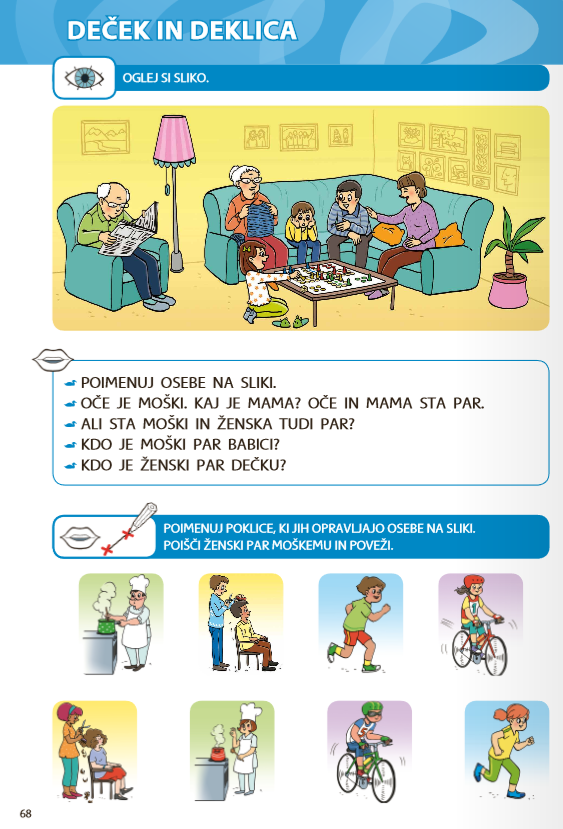 DEČEK IN DEKLICA
OGLEJ SI SLIKO.
POIMENUJ OSEBE NA SLIKI.
OČE JE MOŠKI. KAJ JE MAMA? OČE IN MAMA STA PAR.
ALI STA MOŠKI IN ŽENSKA TUDI PAR?
KDO JE MOŠKI PAR BABICI?
KDO JE ŽENSKI PAR DEČKU?
POIMENUJ POKLICE, KI JIH OPRAVLJAJO OSEBE NA SLIKI.
POIŠČI ŽENSKI PAR MOŠKEMU IN POVEŽI.
68